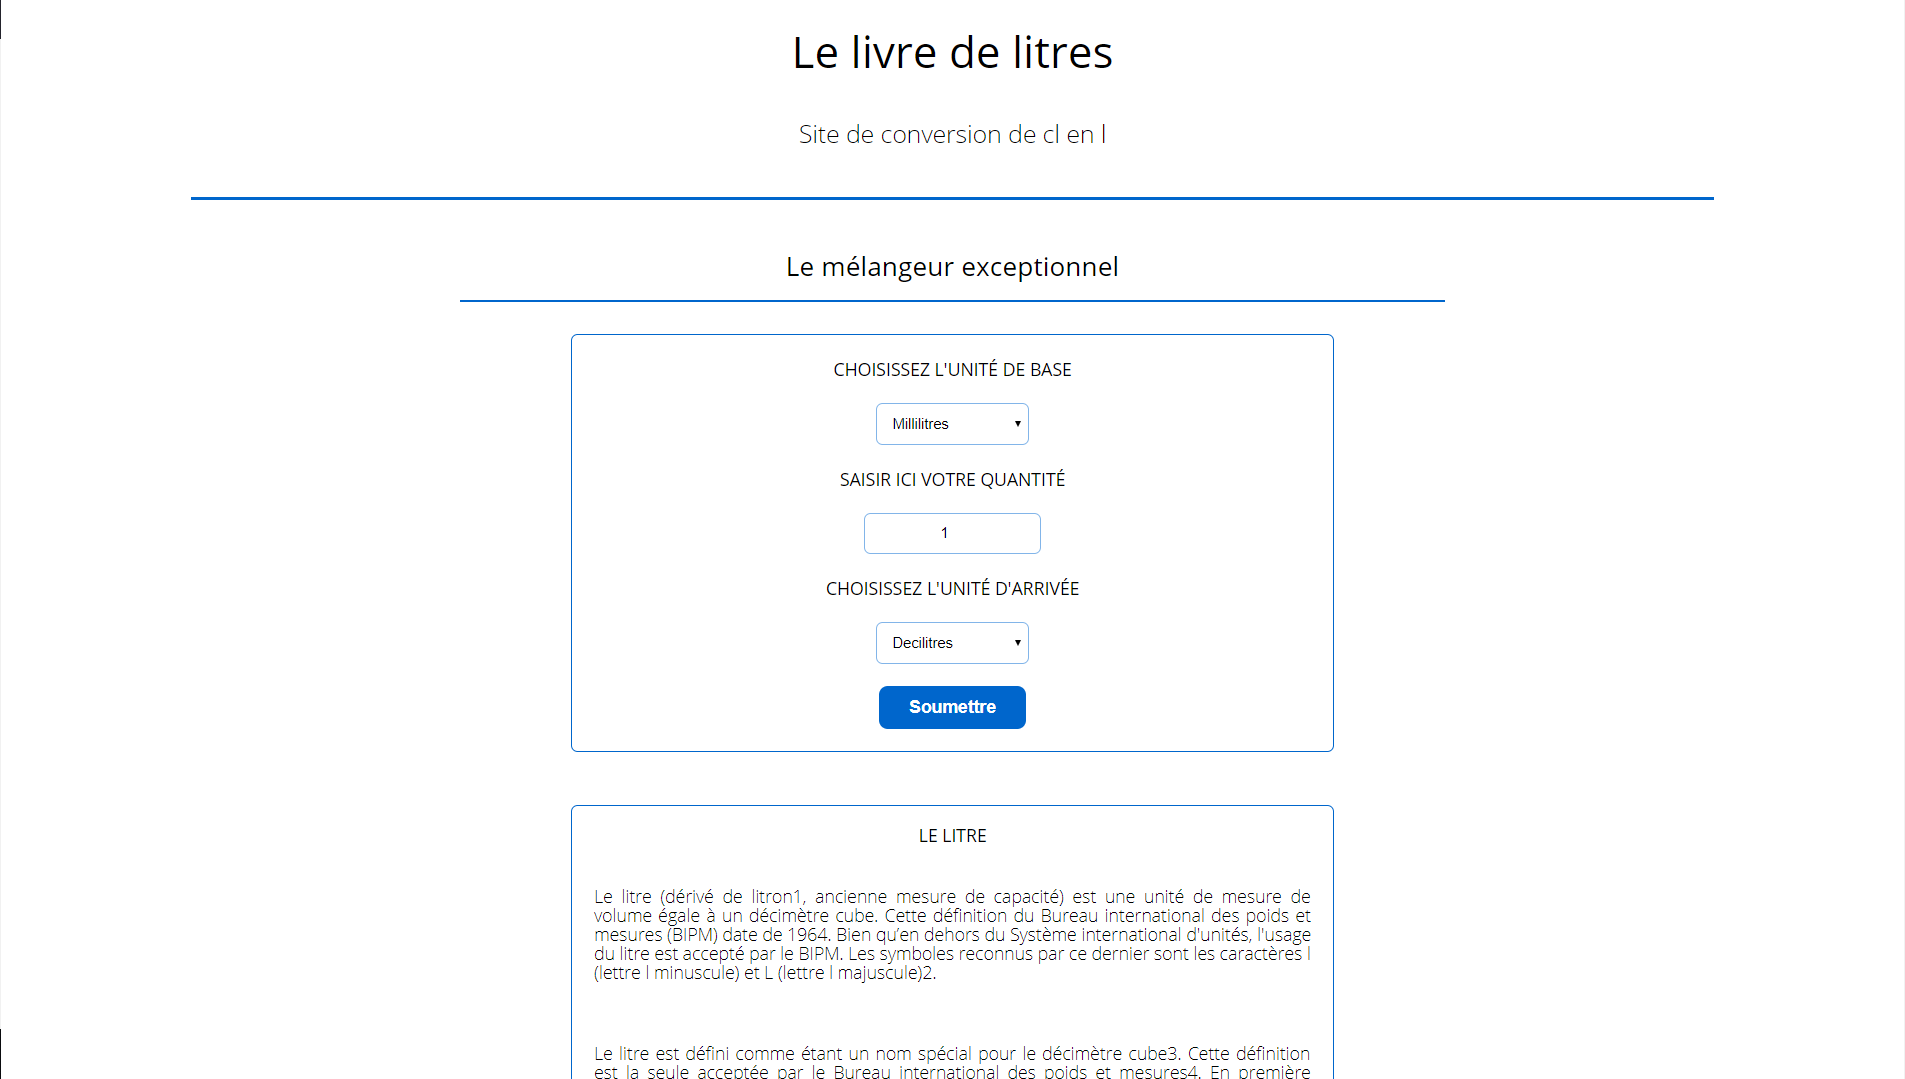 Le livre de litres
Site de conversion de cl en l
Le mélangeur exceptionnel
CHOISISSEZ L'UNITÉ DE BASE
Millilitres
SAISIR ICI VOTRE QUANTITÉ
1
CHOISISSEZ L'UNITÉ D'ARRIVÉE
Decilitres
Soumettre
LE LITRE
Le litre (dérivé de litron1, ancienne mesure de capacité) est une unité de mesure de
volume égale à un décimètre cube. Cette définition du Bureau international des poids et
mesures (BIPM) date de 1964. Bien qu’en dehors du Système international d'unités, l'usage
du litre est accepté par le BIPM. Les symboles reconnus par ce dernier sont les caractères l
(lettre l minuscule) et L (lettre l majuscule)2.
Le litre est défini comme étant un nom spécial pour le décimètre cube3. Cette définition
est la seule acceptée par le Bureau international des poids et mesures4. En première